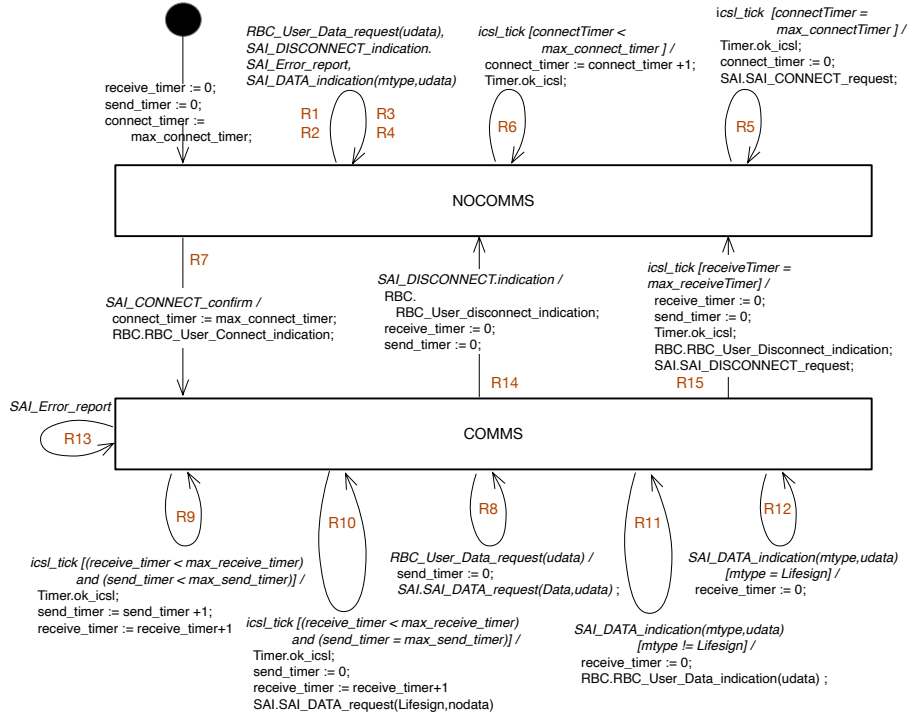 receive_timer := 0;
send_timer := 0;
connect_timer :=
max_connect_timer;
RBC_User_Data_request(udata),
SAI_DISCONNECT_indication.
SAI_Error_report,
SAI_DATA_indication(mtype,udata)
R1
R2
R3
R4
icsl_tick [connectTimer <
max_connect_timer ] /
connect_timer := connect_timer +1;
Timer.ok_icsl;
R6
icsl_tick [connectTimer =
max_connectTimer ] /
Timer.ok_icsl;
connect_timer := 0;
SAI.SAI_CONNECT_request;
R5
NOCOMMS
R7
SAI_CONNECT_confirm /
connect_timer := max_connect_timer;
RBC.RBC_User_Connect_indication;
SAI_DISCONNECT.indication /
RBC.
RBC_User_disconnect_indication;
receive_timer := 0;
send_timer := 0;
R14
icsl_tick [receiveTimer =
max_receiveTimer] /
receive_timer := 0;
send_timer := 0;
Timer.ok_icsl;
RBC.RBC_User_Disconnect_indication;
SAI.SAI_DISCONNECT_request;
R15
SAI_Error_report
R13
COMMS
R9
icsl_tick [(receive_timer < max_receive_timer)
and (send_timer < max_send_timer)] /
Timer.ok_icsl;
send_timer := send_timer +1;
receive_timer := receive_timer+1
R10
icsl_tick [(receive_timer < max_receive_timer)
and (send_timer = max_send_timer)] /
Timer.ok_icsl;
send_timer := 0;
receive_timer := receive_timer+1
SAI.SAI_DATA_request(Lifesign,nodata)
R8
RBC_User_Data_request(udata) /
send_timer := 0;
SAI.SAI_DATA_request(Data,udata) ;
R11
SAI_DATA_indication(mtype,udata)
[mtype != Lifesign] /
receive_timer := 0;
RBC.RBC_User_Data_indication(udata) ;
R12
SAI_DATA_indication(mtype,udata)
[mtype = Lifesign] /
receive_timer := 0;